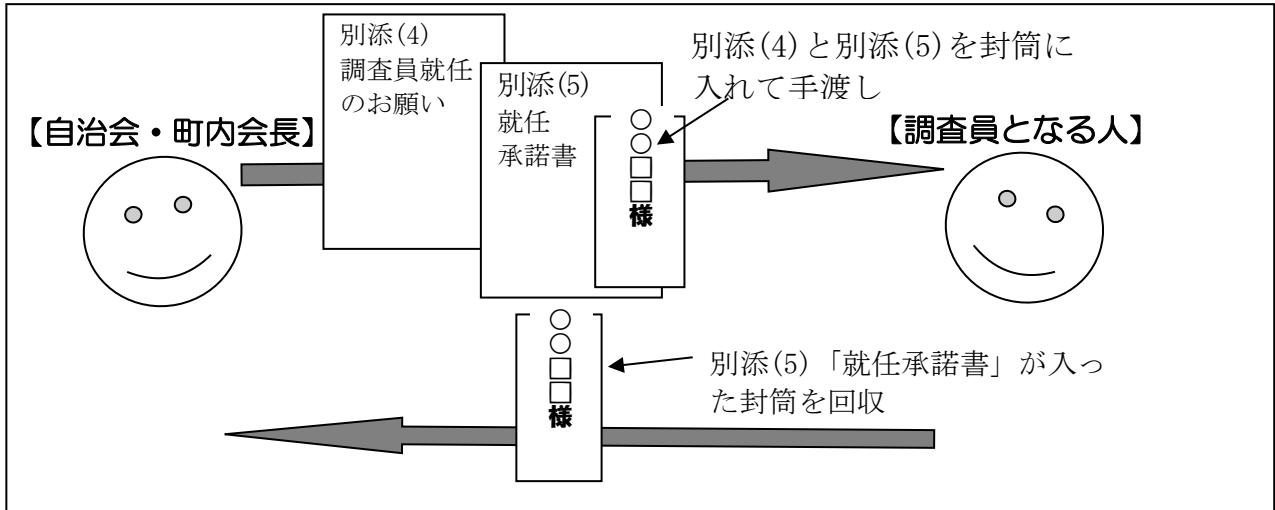 別添(4)
調査員就任
のお願い
別添(5)
就任
承諾書
別添(4)と別添(5)を封筒に
入れて手渡し
【自治会・町内会長】
【調査員となる人】
○○□□様
○○□□様
別添(5)「就任承諾書」が入っ
た封筒を回収